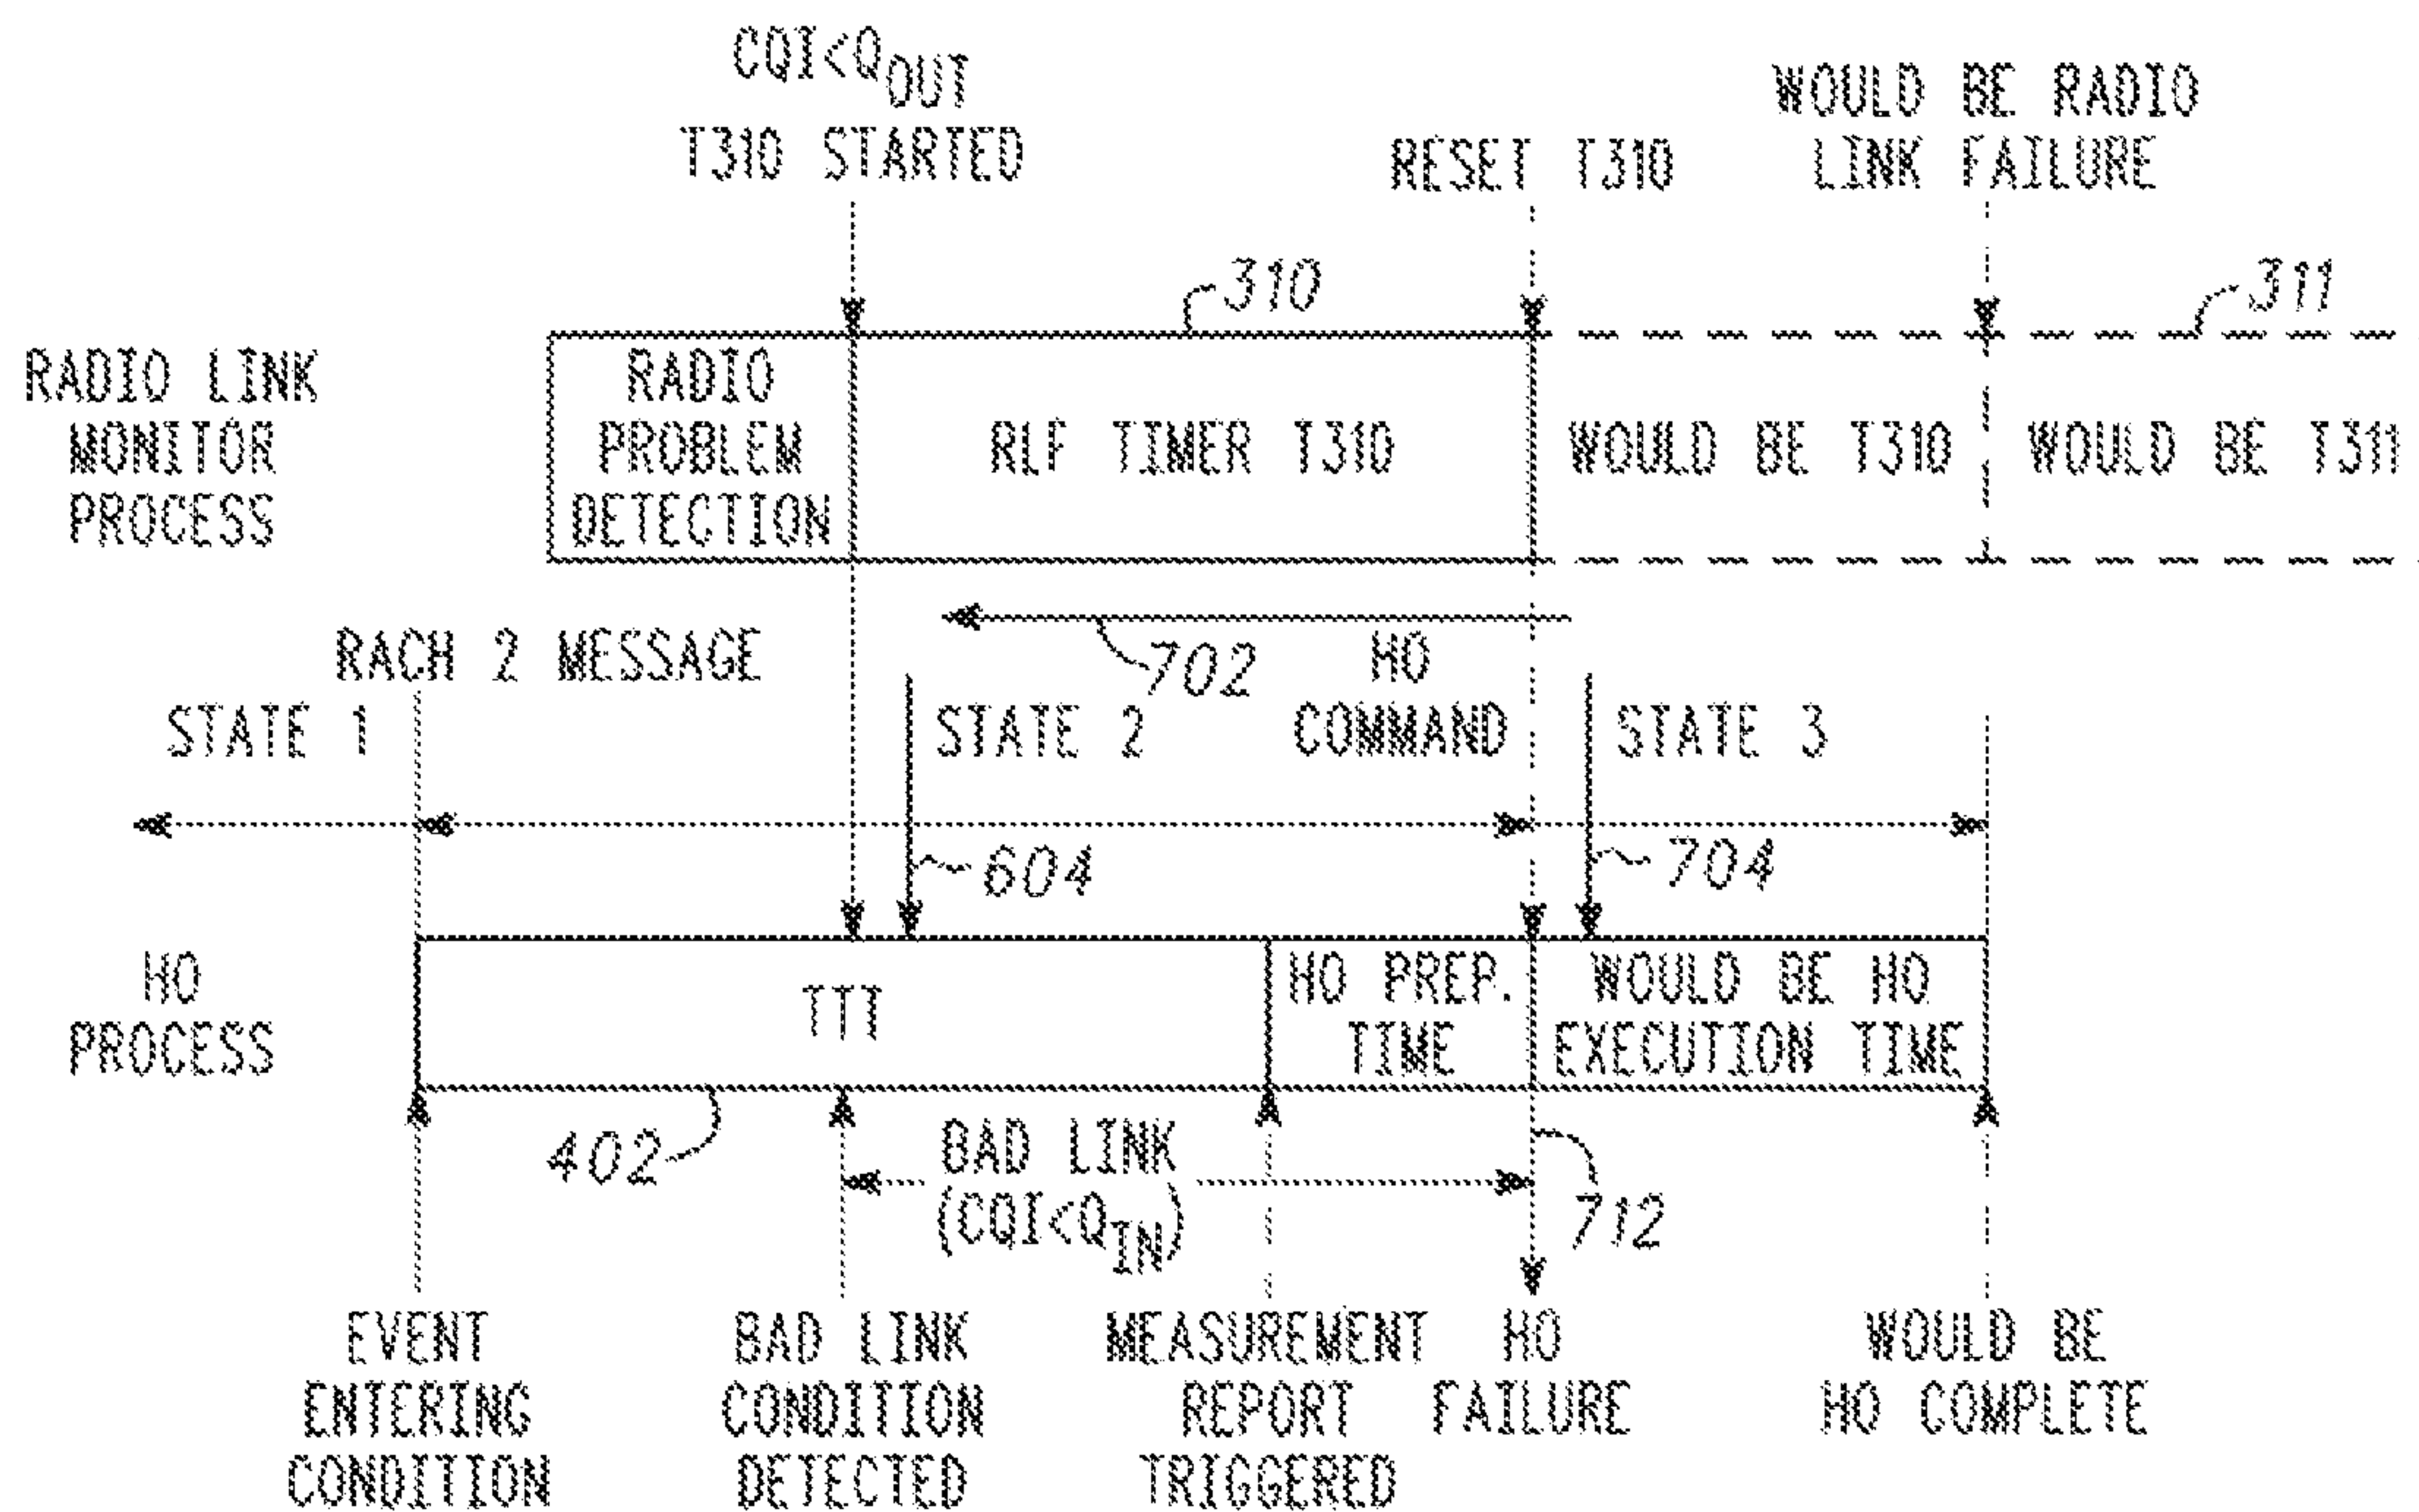 CQI<QOUT
T310 STARTED
RESET T310
WOULD BE RADIO
LINK FAILURE
310
311
RADIO LINK
MONITOR
PROCESS
RADIO
PROBLEM
DETECTION
RLF TIMER T310
WOULD BE T310
WOULD BE T311
RACH 2 MESSAGE
702
HO
COMMAND
STATE 1
STATE 2
STATE 3
604
704
HO
PROCESS
TTT
HO PREP.
TIME
WOULD BE HO
EXECUTION TIME
402
BAD LINK
(CQI<QIN)
712
EVENT
ENTERING
CONDITION
BAD LINK
CONDITION
DETECTED
MEASUREMENT
REPORT
TRIGGERED
HO
FAILURE
WOULD BE
HO COMPLETE